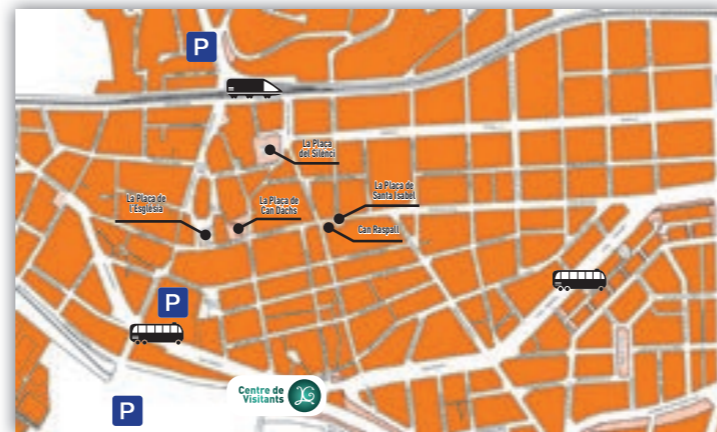 P
La Plaça
del Silenci
La Plaça de
Santa Isabel
La Plaça de
l'Església
La Plaça de
Can Dachs
Can Raspall
P
Centre de
Visitants
P